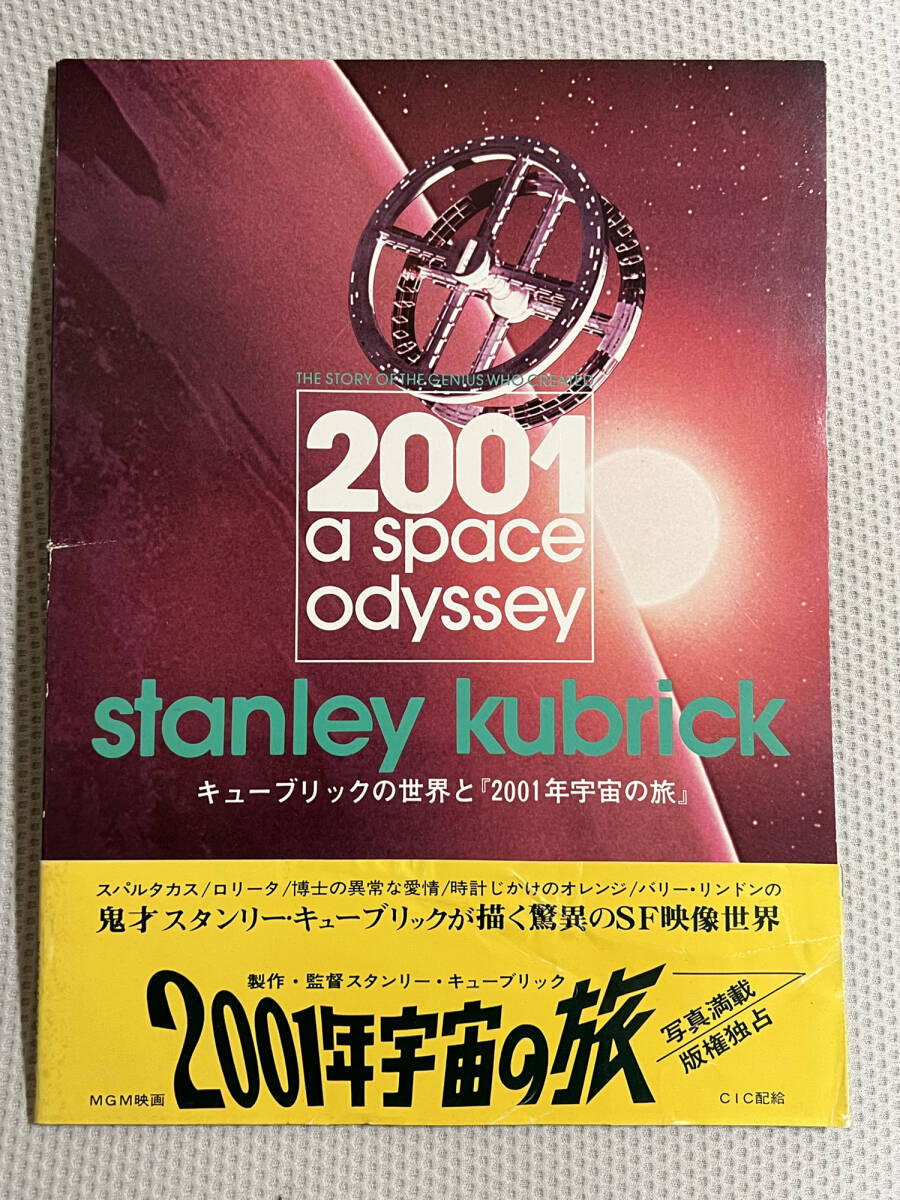 THE STORY OF THE GENIUS WHO CREATED
2001
a space
odyssey
stanley kubrick
キューブリックの世界と『2001年宇宙の旅』
スパルタカス/ロリータ/博士の異常な愛情/時計じかけのオレンジ/バリー・リンドンの
鬼才スタンリー・キューブリックが描く驚異のSF映像世界
製作・監督スタンリー・キューブリック
2001年宇宙の旅
写真満載
版権独占
MGM映画
CIC配給